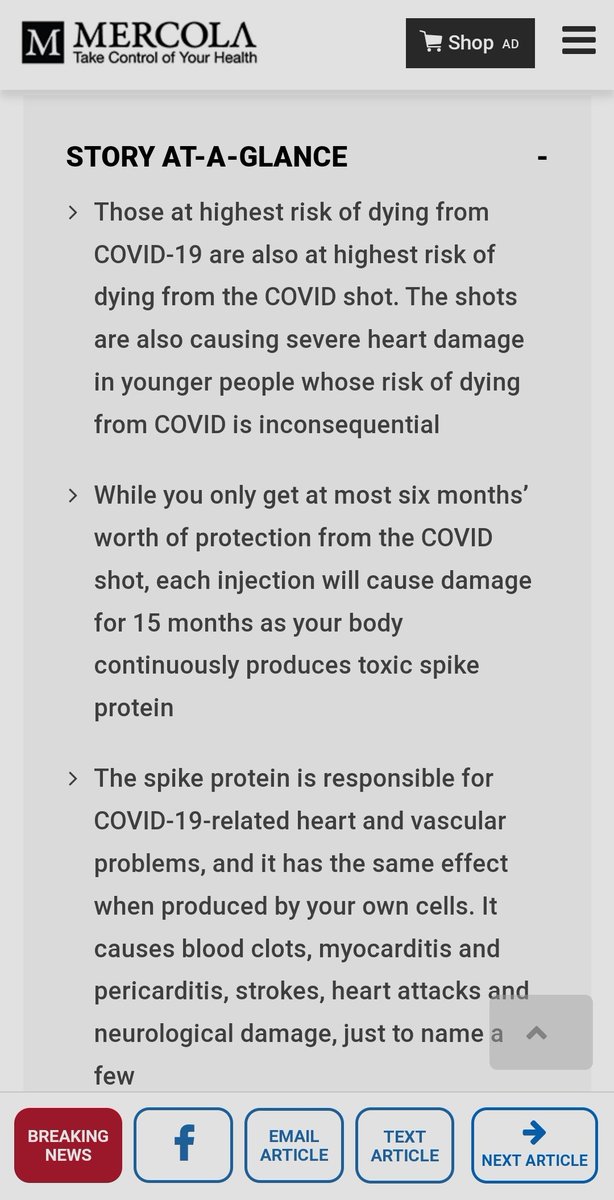 MERCOLA
Take Control of Your Health
Shop AD
STORY AT-A-GLANCE -
Those at highest risk of dying from
COVID-19 are also at highest risk of
dying from the COVID shot. The shots
are also causing severe heart damage
in younger people whose risk of dying
from COVID is inconsequential
While you only get at most six months’
worth of protection from the COVID
shot, each injection will cause damage
for 15 months as your body
continuously produces toxic spike
protein
The spike protein is responsible for
COVID-19-related heart and vascular
problems, and it has the same effect
when produced by your own cells. It
causes blood clots, myocarditis and
pericarditis, strokes, heart attacks and
neurological damage, just to name a
few
BREAKING
NEWS
EMAIL
ARTICLE
TEXT
ARTICLE
NEXT ARTICLE